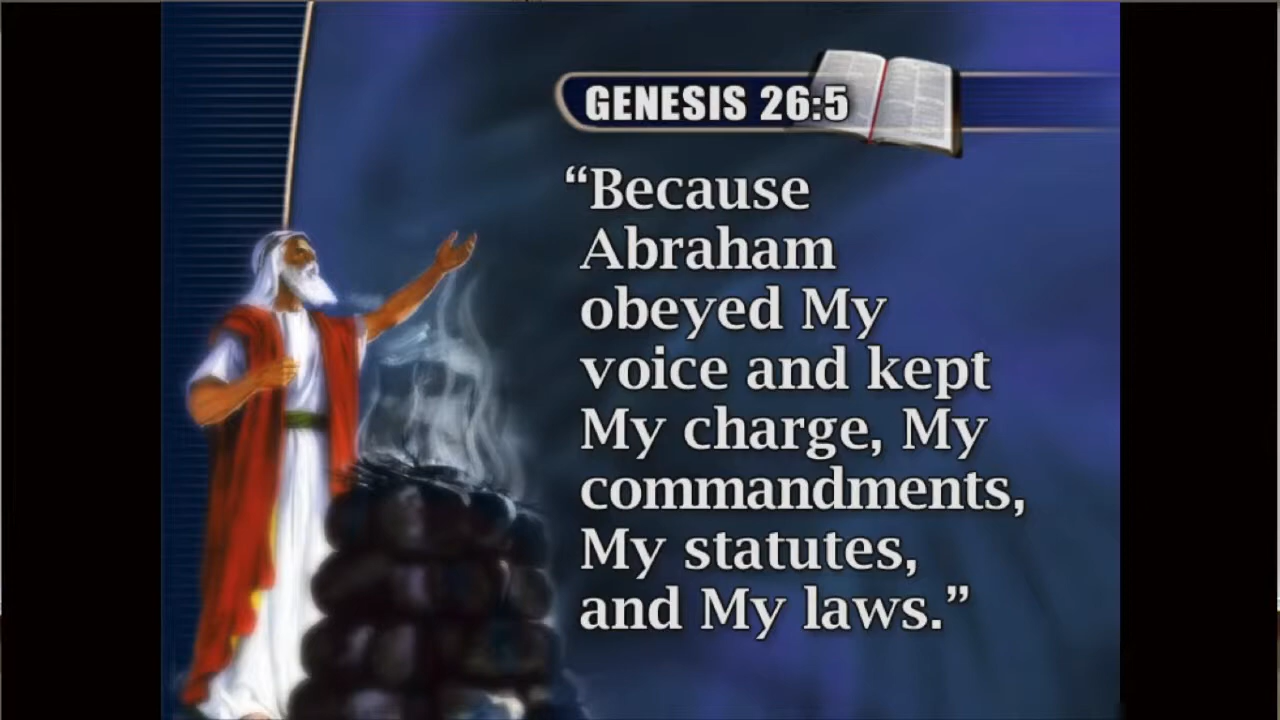 GENESIS 26:5
“Because
Abraham
obeyed My
voice and kept
My charge, My
commandments,
My statutes,
and My laws.”